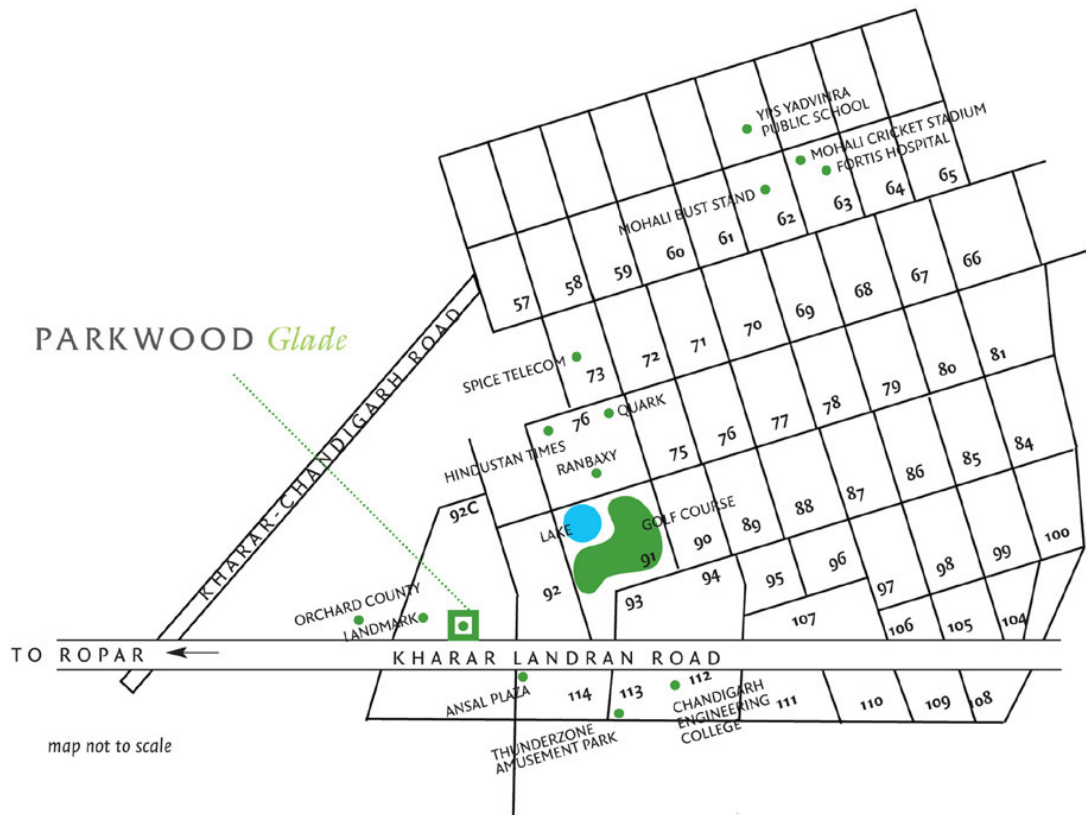 YPS YADVINRA
PUBLIC SCHOOL
MOHALI CRICKET STADIUM
FORTIS HOSPITAL
MOHALI BUST STAND
65
64
63
62
61
60
59
58
57
66
67
68
69
70
71
72
73
SPICE TELECOM
PARKWOOD Glade
KHARAR-CHANDIGARH ROAD
81
80
79
78
77
76
75
76
QUARK
HINDUSTAN TIMES
RANBAXY
84
85
86
87
88
89
90
91
GOLF COURSE
LAKE
92C
92
93
94
95
96
97
98
99
100
ORCHARD COUNTY
LANDMARK
107
106
105
104
TO ROPAR
KHARAR LANDRAN ROAD
ANSAL PLAZA
114
113
112
CHANDIGARH
ENGINEERING
COLLEGE
111
110
109
108
THUNDERZONE
AMUSEMENT PARK
map not to scale